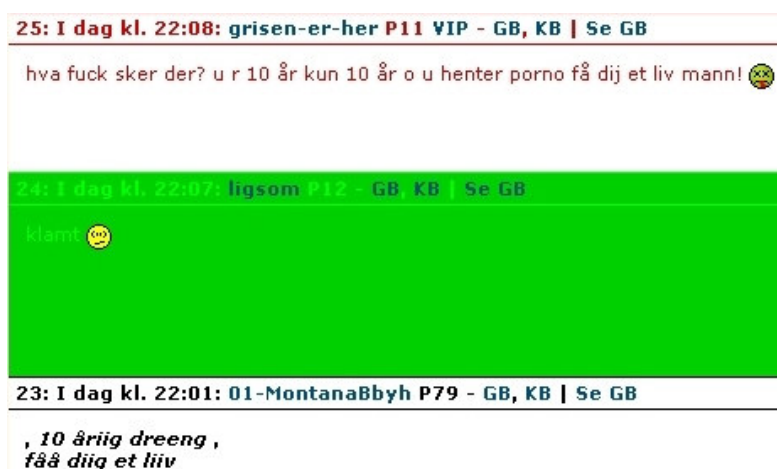 25: I dag kl. 22:08: grisen-er-her P11 VIP - GB, KB | Se GB
hva fuck sker der? u r 10 år kun 10 år o u henter porno få dij et liv mann!
24: I dag kl. 22:07: ligsom P12 - GB, KB | Se GB
klamt
23: I dag kl. 22:01: 01-MontanaBbyh P79 - GB, KB | Se GB
, 10 åriig dreeng ,
fåå diig et liiv